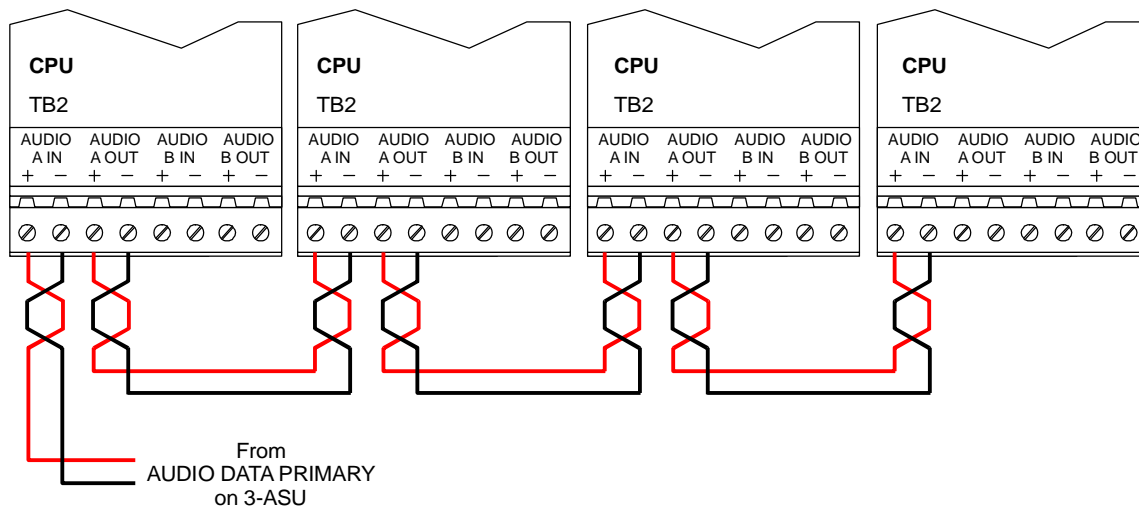 CPU CPU CPU CPU
TB2 TB2 TB2 TB2
AUDIO AUDIO AUDIO AUDIO AUDIO AUDIO AUDIO AUDIO AUDIO AUDIO AUDIO AUDIO AUDIO AUDIO AUDIO AUDIO
A IN A OUT B IN B OUT A IN A OUT B IN B OUT A IN A OUT B IN B OUT A IN A OUT B IN B OUT
+ − + − + − + − + − + − + − + − + − + − + − + − + − + − + − + −
From
AUDIO DATA PRIMARY
on 3-ASU